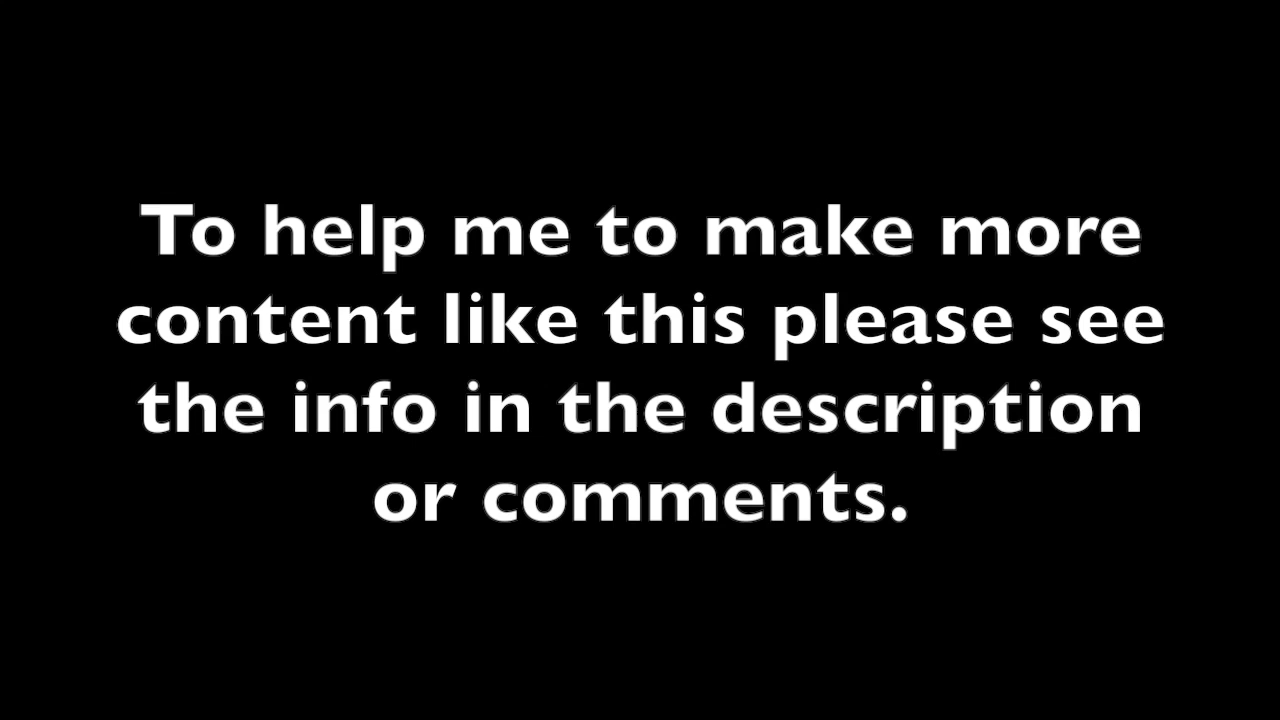 To help me to make more
content like this please see
the info in the description
or comments.